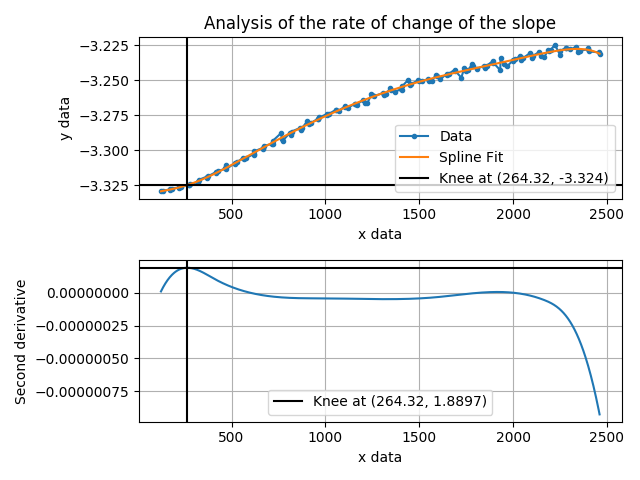 Analysis of the rate of change of the slope
−3.225
−3.250
−3.275
−3.300
−3.325
y data
Data
Spline Fit
Knee at (264.32, -3.324)
500
1000
1500
2000
2500
x data
0.00000000
−0.00000025
−0.00000050
−0.00000075
Second derivative
Knee at (264.32, 1.8897)
500
1000
1500
2000
2500
x data